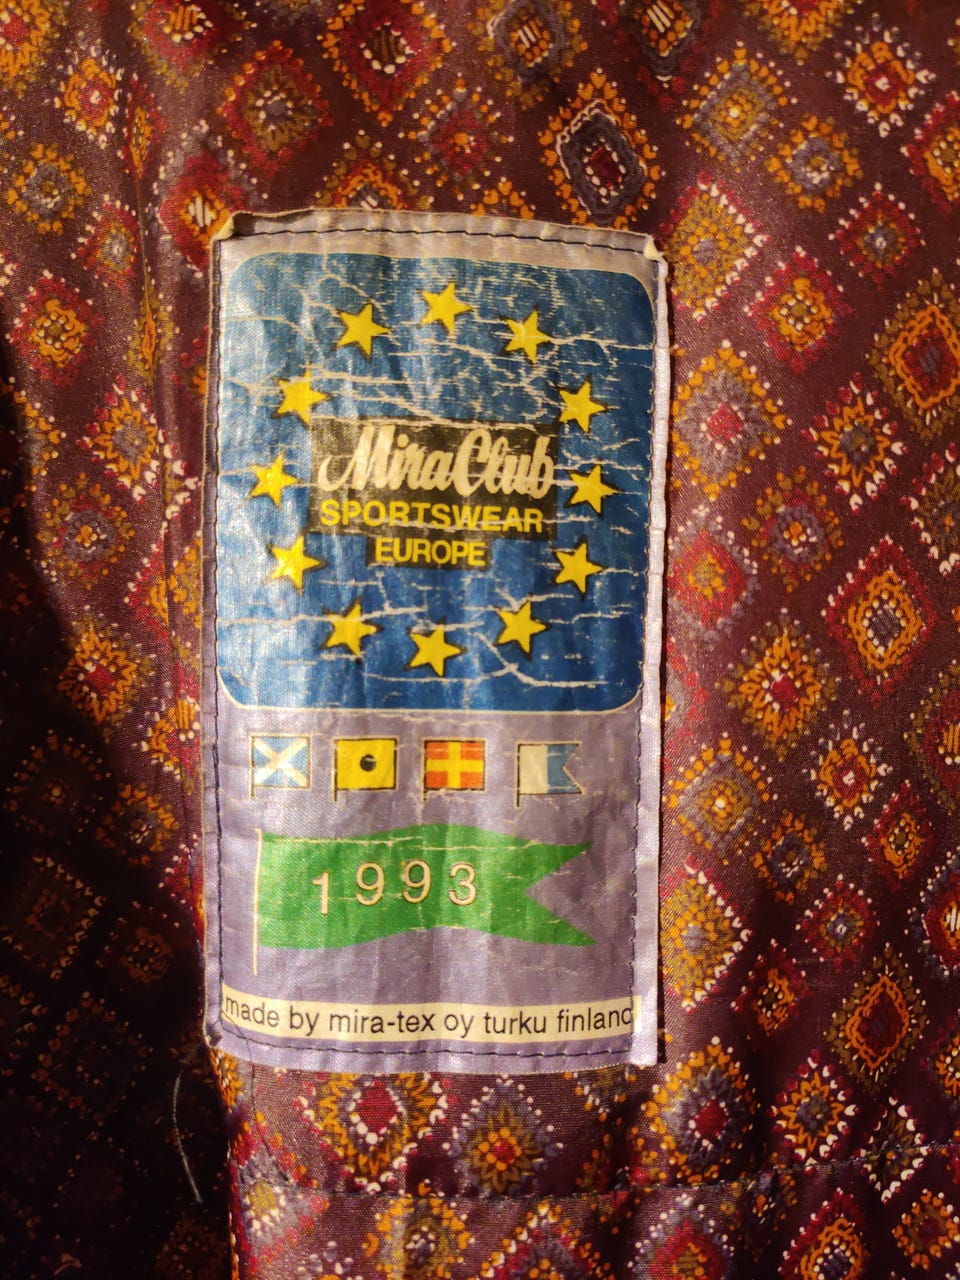 MiraClub
SPORTSWEAR
EUROPE
1993
made by mira-tex oy turku finland